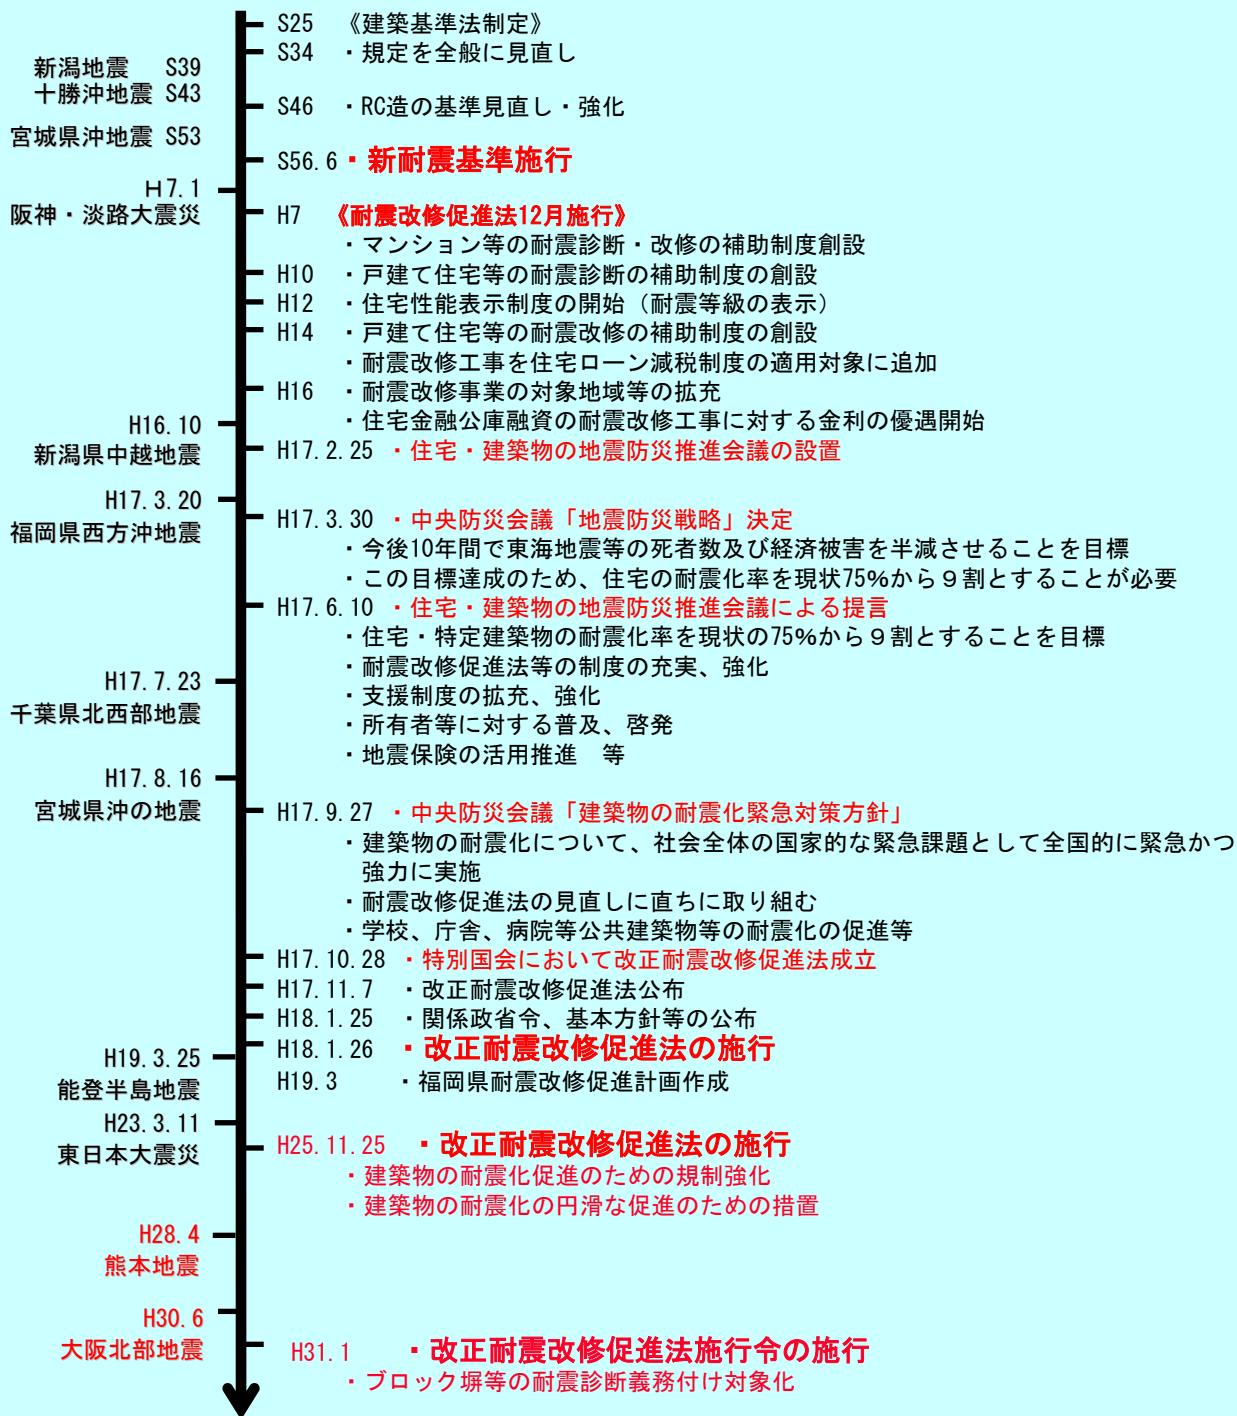 S25 《建築基準法制定》
S34 ・規定を全般に見直し
新潟地震 S39
十勝沖地震 S43
S46 ・RC造の基準見直し・強化
宮城県沖地震 S53
S56.6・新耐震基準施行
H7.1
阪神・淡路大震災
H7 《耐震改修促進法12月施行》
・マンション等の耐震診断・改修の補助制度創設
H10 ・戸建て住宅等の耐震診断の補助制度の創設
H12 ・住宅性能表示制度の開始（耐震等級の表示）
H14 ・戸建て住宅等の耐震改修の補助制度の創設
・耐震改修工事を住宅ローン減税制度の適用対象に追加
H16 ・耐震改修事業の対象地域等の拡充
・住宅金融公庫融資の耐震改修工事に対する金利の優遇開始
H16.10
新潟県中越地震
H17.2.25 ・住宅・建築物の地震防災推進会議の設置
H17.3.20
福岡県西方沖地震
H17.3.30 ・中央防災会議「地震防災戦略」決定
・今後10年間で東海地震等の死者数及び経済被害を半減させることを目標
・この目標達成のため、住宅の耐震化率を現状75%から９割とすることが必要
H17.6.10 ・住宅・建築物の地震防災推進会議による提言
・住宅・特定建築物の耐震化率を現状の75%から９割とすることを目標
・耐震改修促進法等の制度の充実、強化
・支援制度の拡充、強化
・所有者等に対する普及、啓発
・地震保険の活用推進 等
H17.7.23
千葉県北西部地震
H17.8.16
宮城県沖の地震
H17.9.27 ・中央防災会議「建築物の耐震化緊急対策方針」
・建築物の耐震化について、社会全体の国家的な緊急課題として全国的に緊急かつ
強力に実施
・耐震改修促進法の見直しに直ちに取り組む
・学校、庁舎、病院等公共建築物等の耐震化の促進等
H17.10.28 ・特別国会において改正耐震改修促進法成立
H17.11.7 ・改正耐震改修促進法公布
H18.1.25 ・関係政省令、基本方針等の公布
H18.1.26 ・改正耐震改修促進法の施行
H19.3.25
能登半島地震
H19.3 ・福岡県耐震改修促進計画作成
H23.3.11
東日本大震災
H25.11.25 ・改正耐震改修促進法の施行
・建築物の耐震化促進のための規制強化
・建築物の耐震化の円滑な促進のための措置
H28.4
熊本地震
H30.6
大阪北部地震
H31.1 ・改正耐震改修促進法施行令の施行
・ブロック塀等の耐震診断義務付け対象化